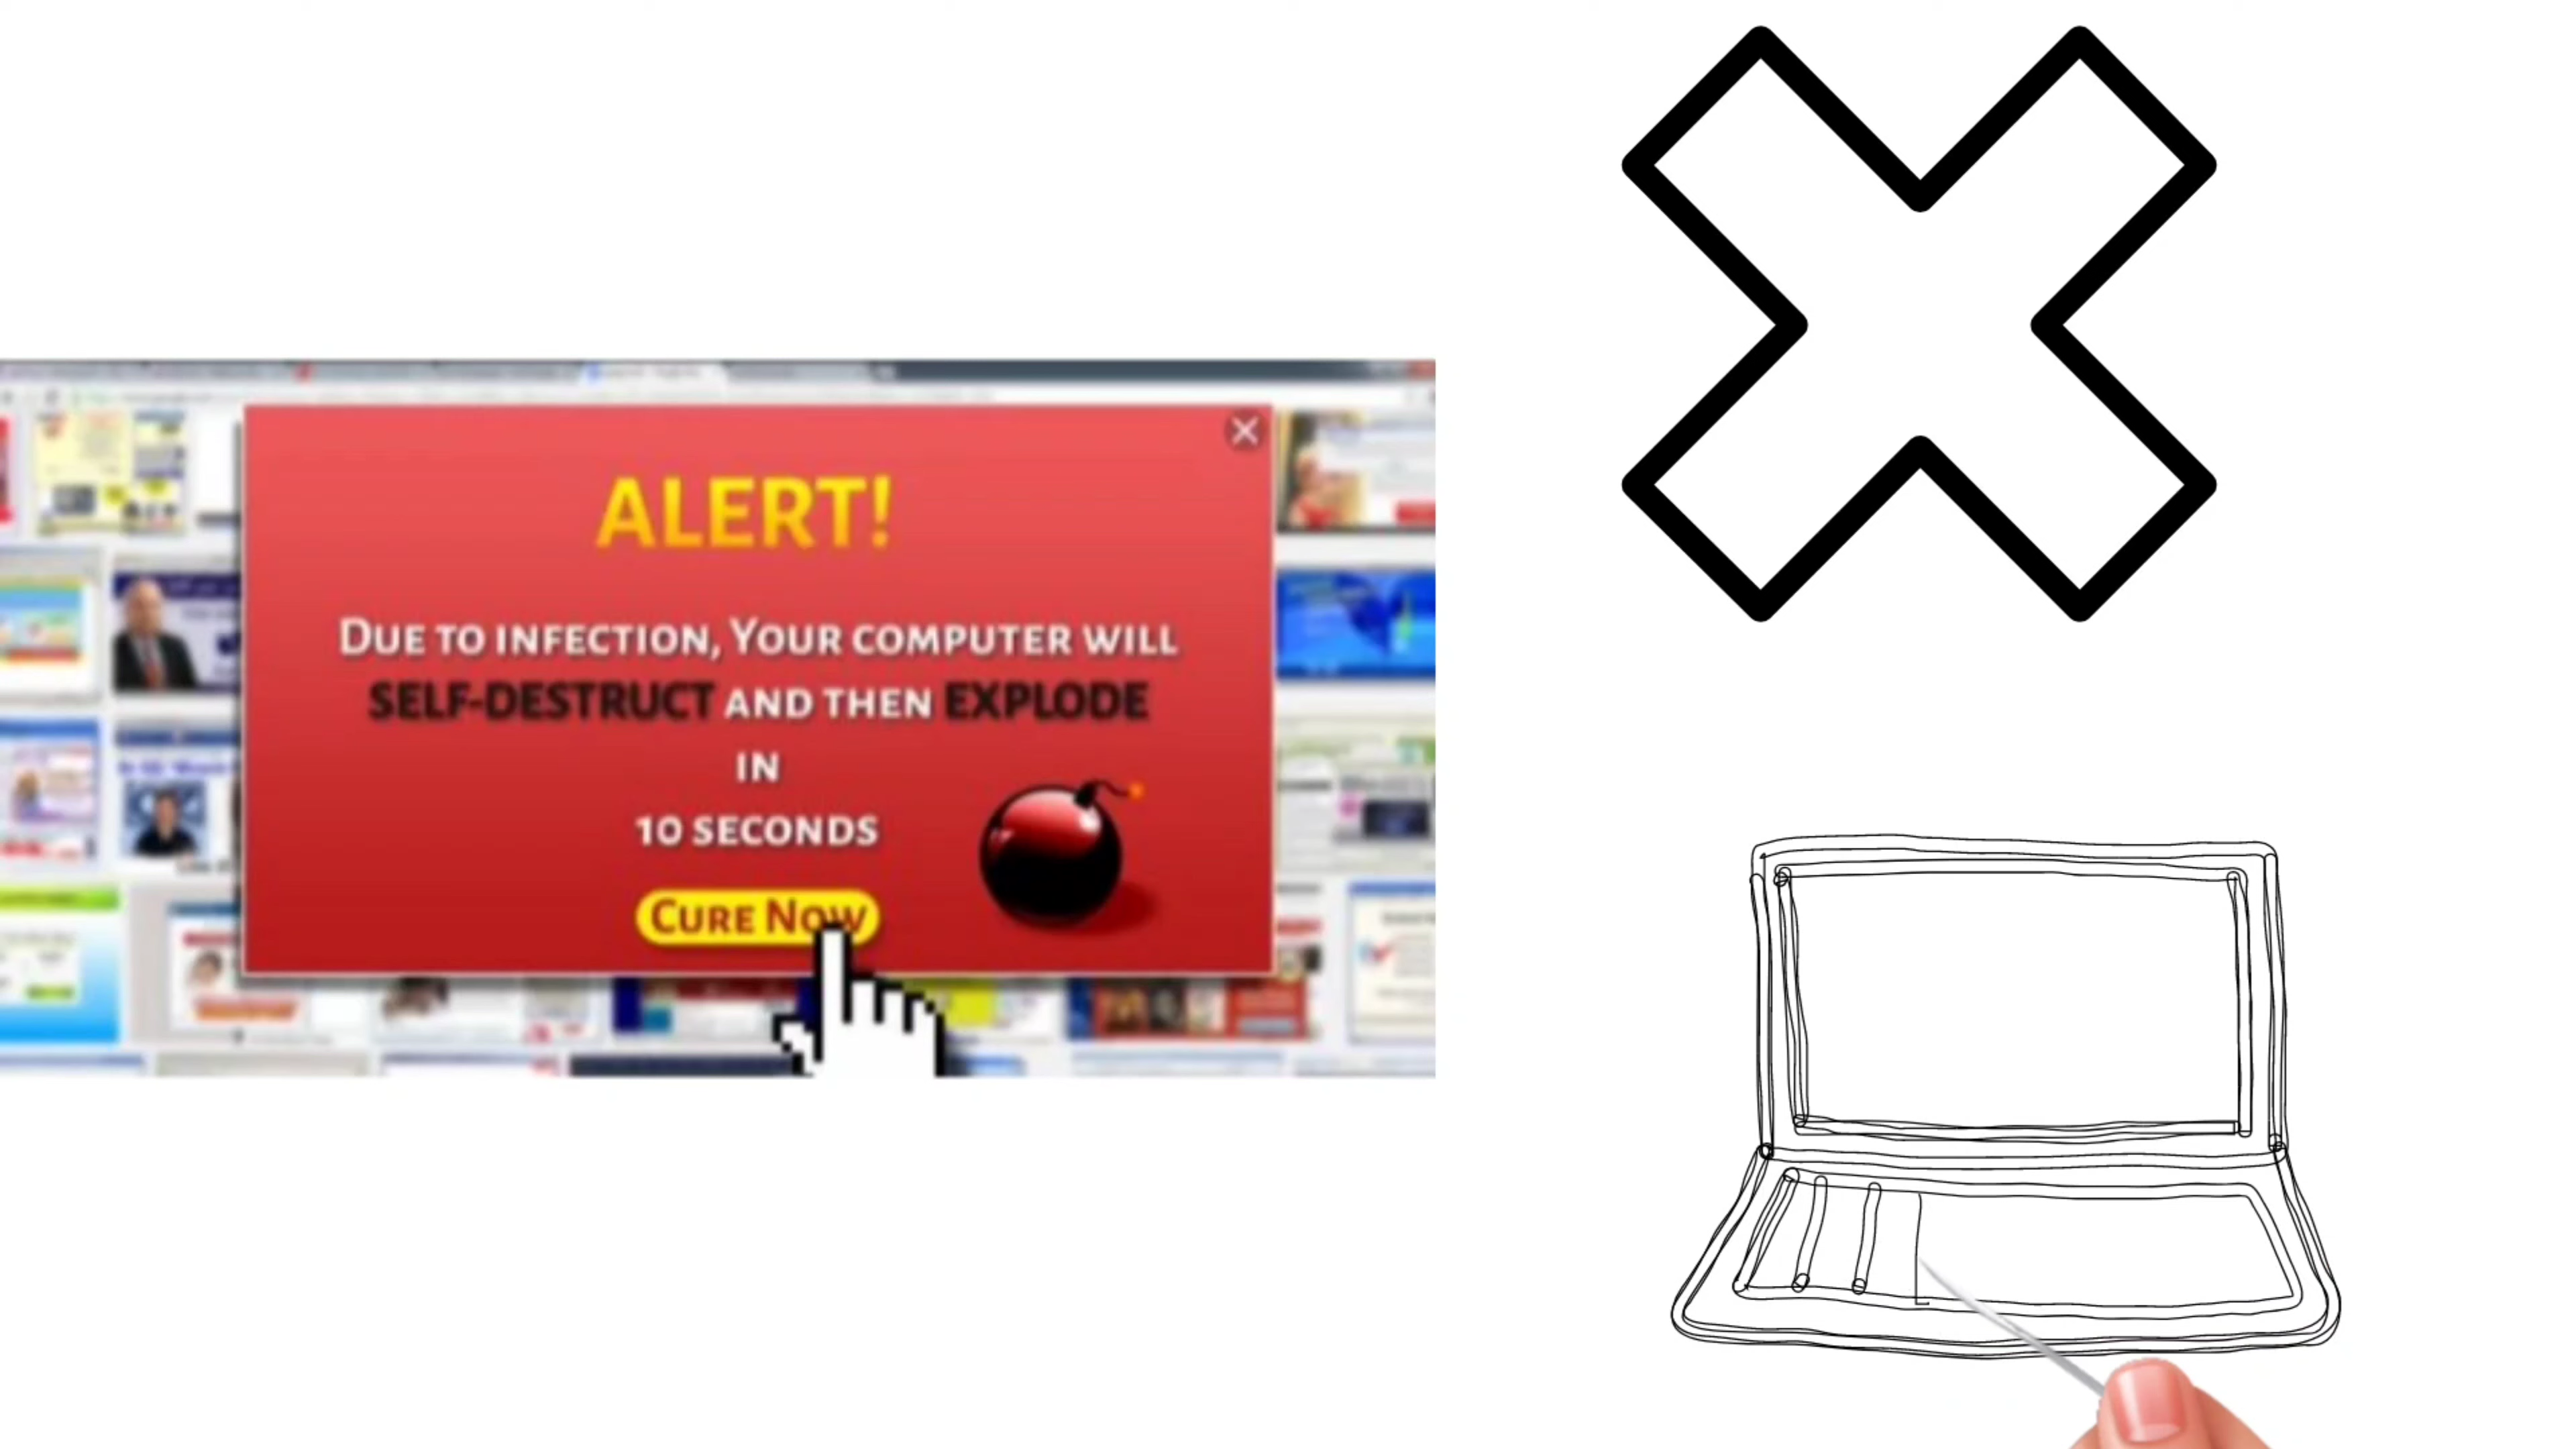 ALERT!
Due to infection, Your computer will
SELF-DESTRUCT and then EXPLODE
in
10 seconds
Cure Now